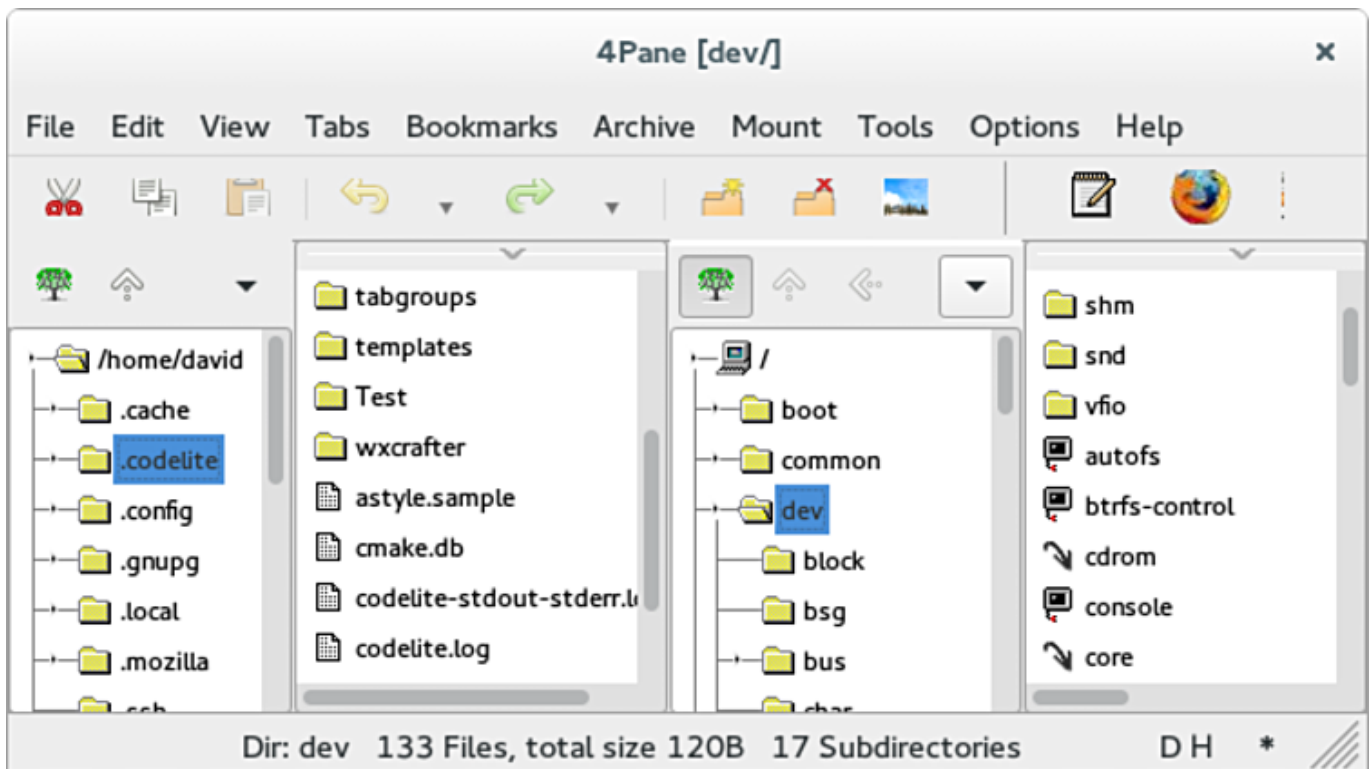 4Pane [dev/]
File Edit View Tabs Bookmarks Archive Mount Tools Options Help
/home/david
.cache
.codelite
.config
.gnupg
.local
.mozilla
.ssh
tabgroups
templates
Test
wxcrafter
astyle.sample
cmake.db
codelite-stdout-stderr.l
codelite.log
/
boot
common
dev
block
bsg
bus
char
shm
snd
vfio
autofs
btrfs-control
cdrom
console
core
Dir: dev 133 Files, total size 120B 17 Subdirectories D H *